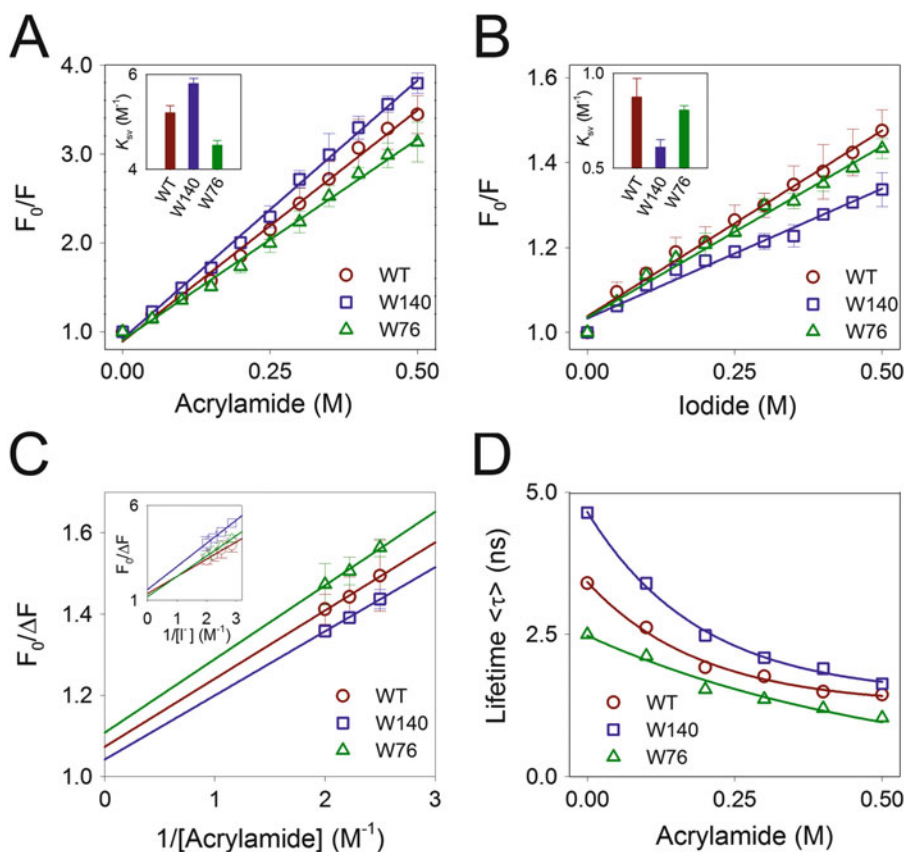 A
4.0
3.0
2.0
1.0
F₀/F
0.00
0.25
0.50
Acrylamide (M)
6
4
Ksv (M⁻¹)
WT
W140
W76
WT
W140
W76
B
1.6
1.4
1.2
1.0
F₀/F
0.00
0.25
0.50
Iodide (M)
1.0
0.5
Ksv (M⁻¹)
WT
W140
W76
WT
W140
W76
C
1.6
1.4
1.2
1.0
F₀/ΔF
0
1
2
3
1/[Acrylamide] (M⁻¹)
6
1
F₀/ΔF
0
1
2
3
1/[I⁻] (M⁻¹)
WT
W140
W76
D
5.0
2.5
0.0
Lifetime <τ> (ns)
0.00
0.25
0.50
Acrylamide (M)
WT
W140
W76